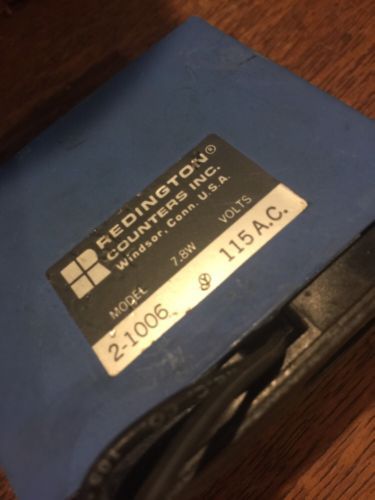 REDINGTON®
COUNTERS INC.
Windsor, Conn. U.S.A.
MODEL 7.8W VOLTS
2-1006 115 A.C.